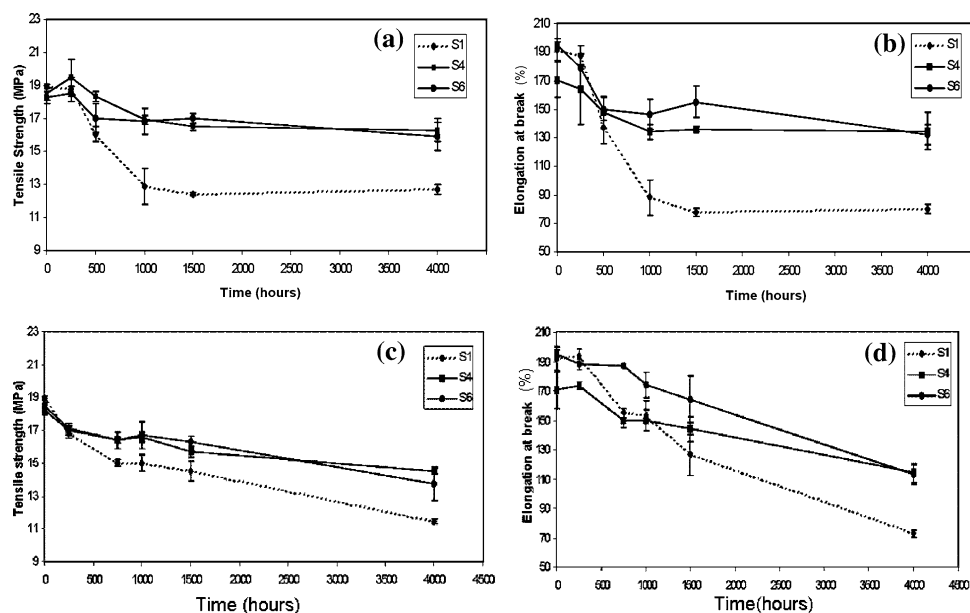 (a)
S1
S4
S6
Tensile Strength (MPa)
23
21
19
17
15
13
11
9
0 500 1000 1500 2000 2500 3000 3500 4000
Time (hours)
(b)
S1
S4
S6
Elongation at break (%)
210
190
170
150
130
110
90
70
50
0 500 1000 1500 2000 2500 3000 3500 4000
Time (hours)
(c)
S1
S4
S6
Tensile strength (MPa)
23
21
19
17
15
13
11
9
0 500 1000 1500 2000 2500 3000 3500 4000 4500
Time (hours)
(d)
S1
S4
S6
Elongation at break (%)
210
190
170
150
130
110
90
70
50
0 500 1000 1500 2000 2500 3000 3500 4000 4500
Time(hours)